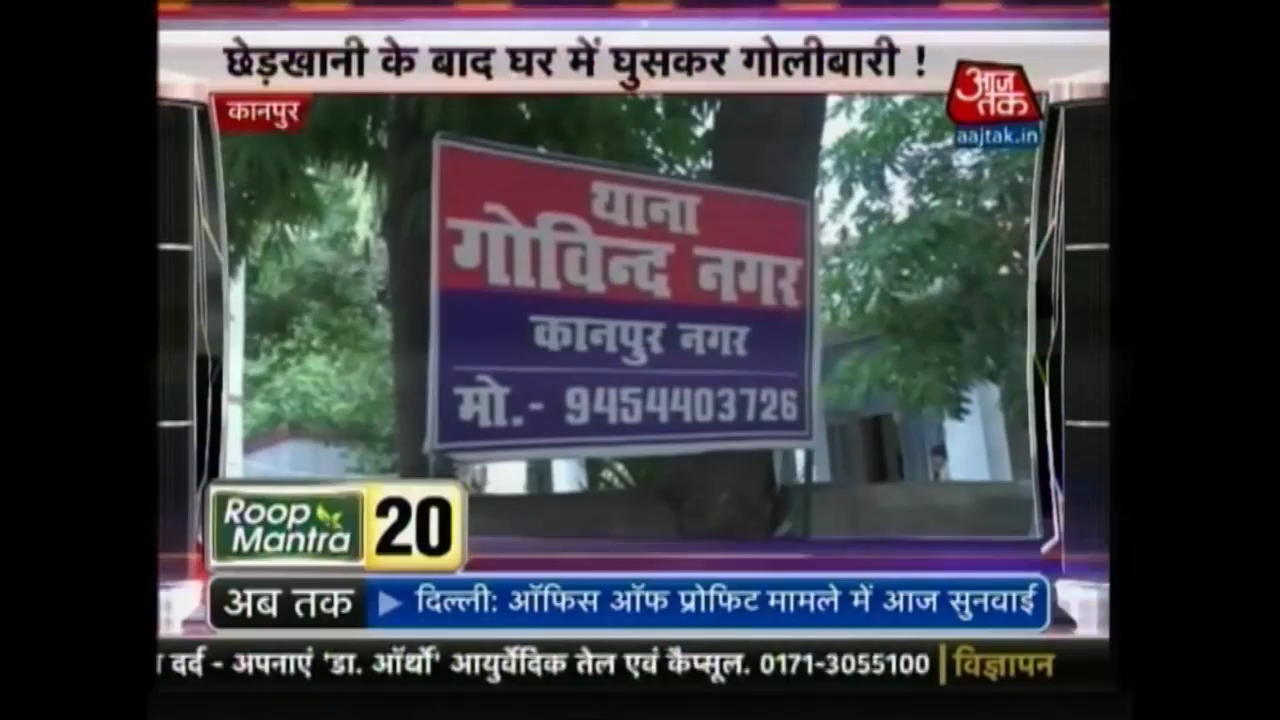 छेड़खानी के बाद घर में घुसकर गोलीबारी !
आज
तक
aajtak.in
कानपुर
थाना
गोविन्द नगर
कानपुर नगर
मो.- 9454403726
Roop
Mantra
20
अब तक
दिल्ली: ऑफिस ऑफ प्रोफिट मामले में आज सुनवाई
दर्द - अपनाएं 'डा. ऑर्थो' आयुर्वेदिक तेल एवं कैप्सूल. 0171-3055100 | विज्ञापन